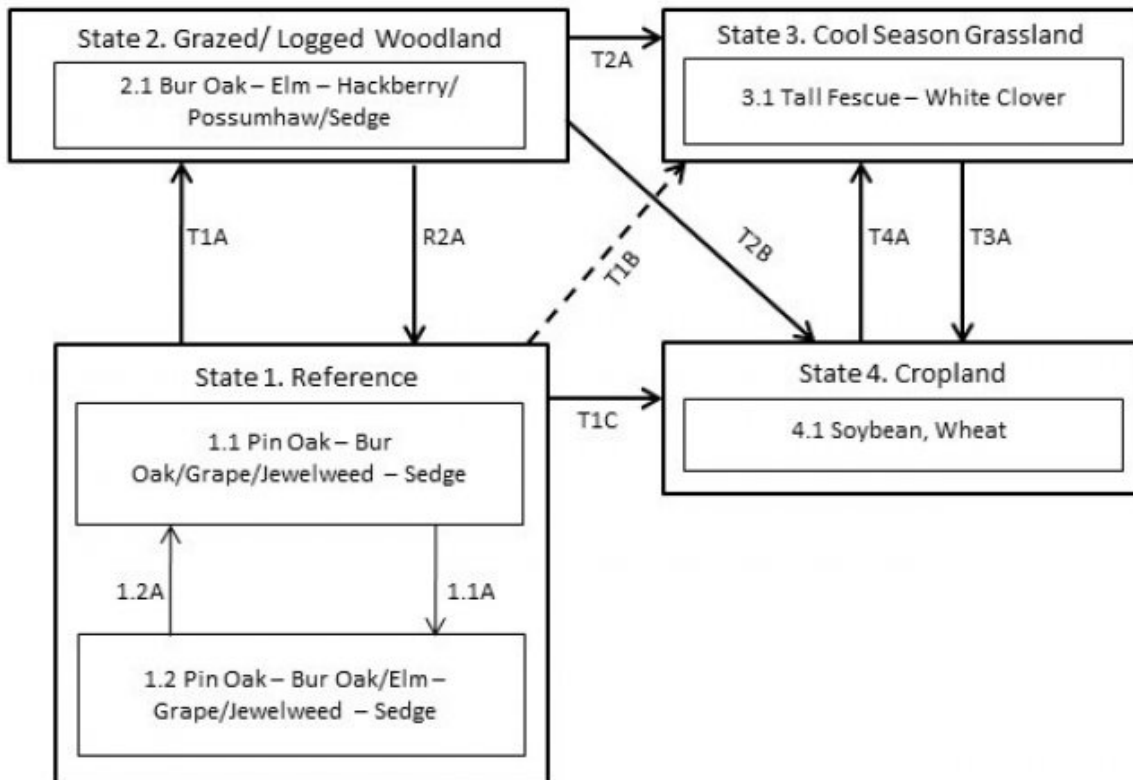 State 2. Grazed/ Logged Woodland
2.1 Bur Oak – Elm – Hackberry/
Possumhaw/Sedge
T2A
State 3. Cool Season Grassland
3.1 Tall Fescue – White Clover
T1A
R2A
T1B
T2B
T4A
T3A
State 1. Reference
1.1 Pin Oak – Bur
Oak/Grape/Jewelweed – Sedge
1.2A
1.1A
1.2 Pin Oak – Bur Oak/Elm –
Grape/Jewelweed – Sedge
T1C
State 4. Cropland
4.1 Soybean, Wheat